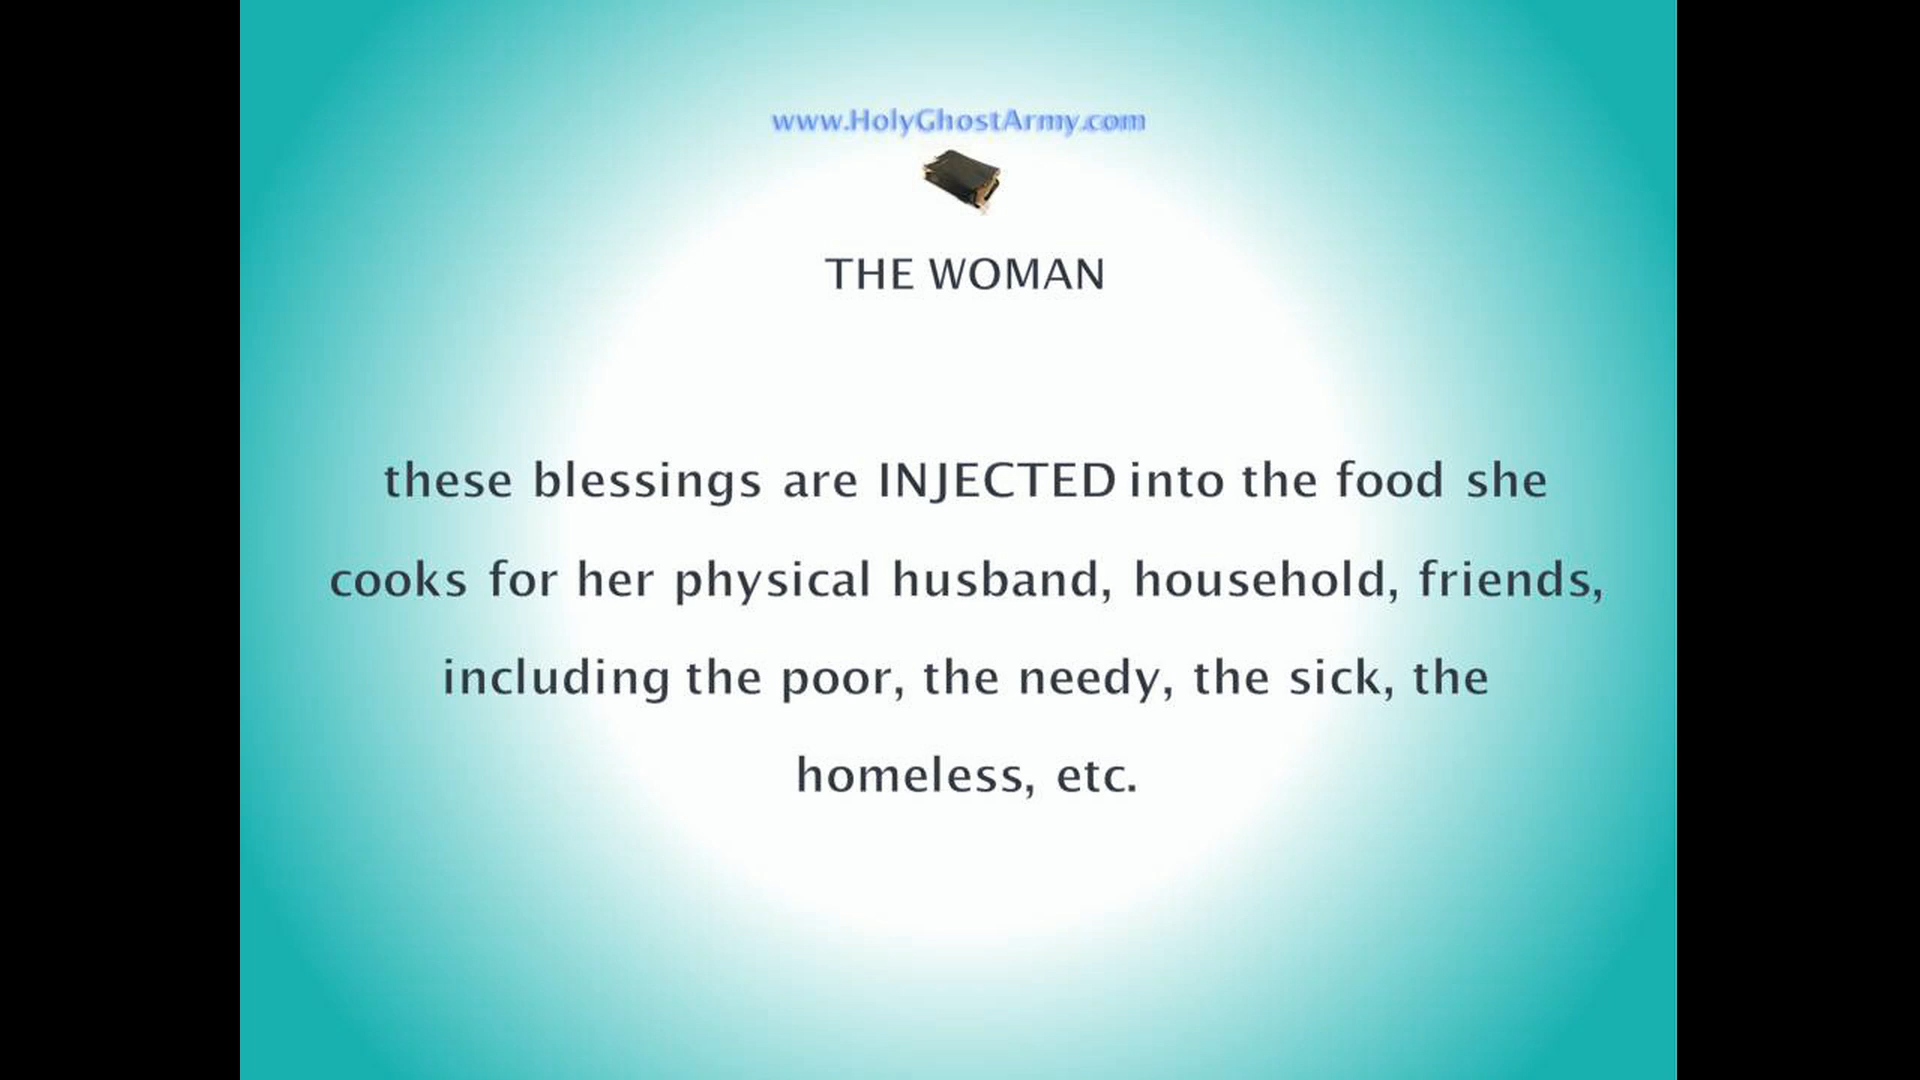 www.HolyGhostArmy.com
THE WOMAN
these blessings are INJECTED into the food she
cooks for her physical husband, household, friends,
including the poor, the needy, the sick, the
homeless, etc.